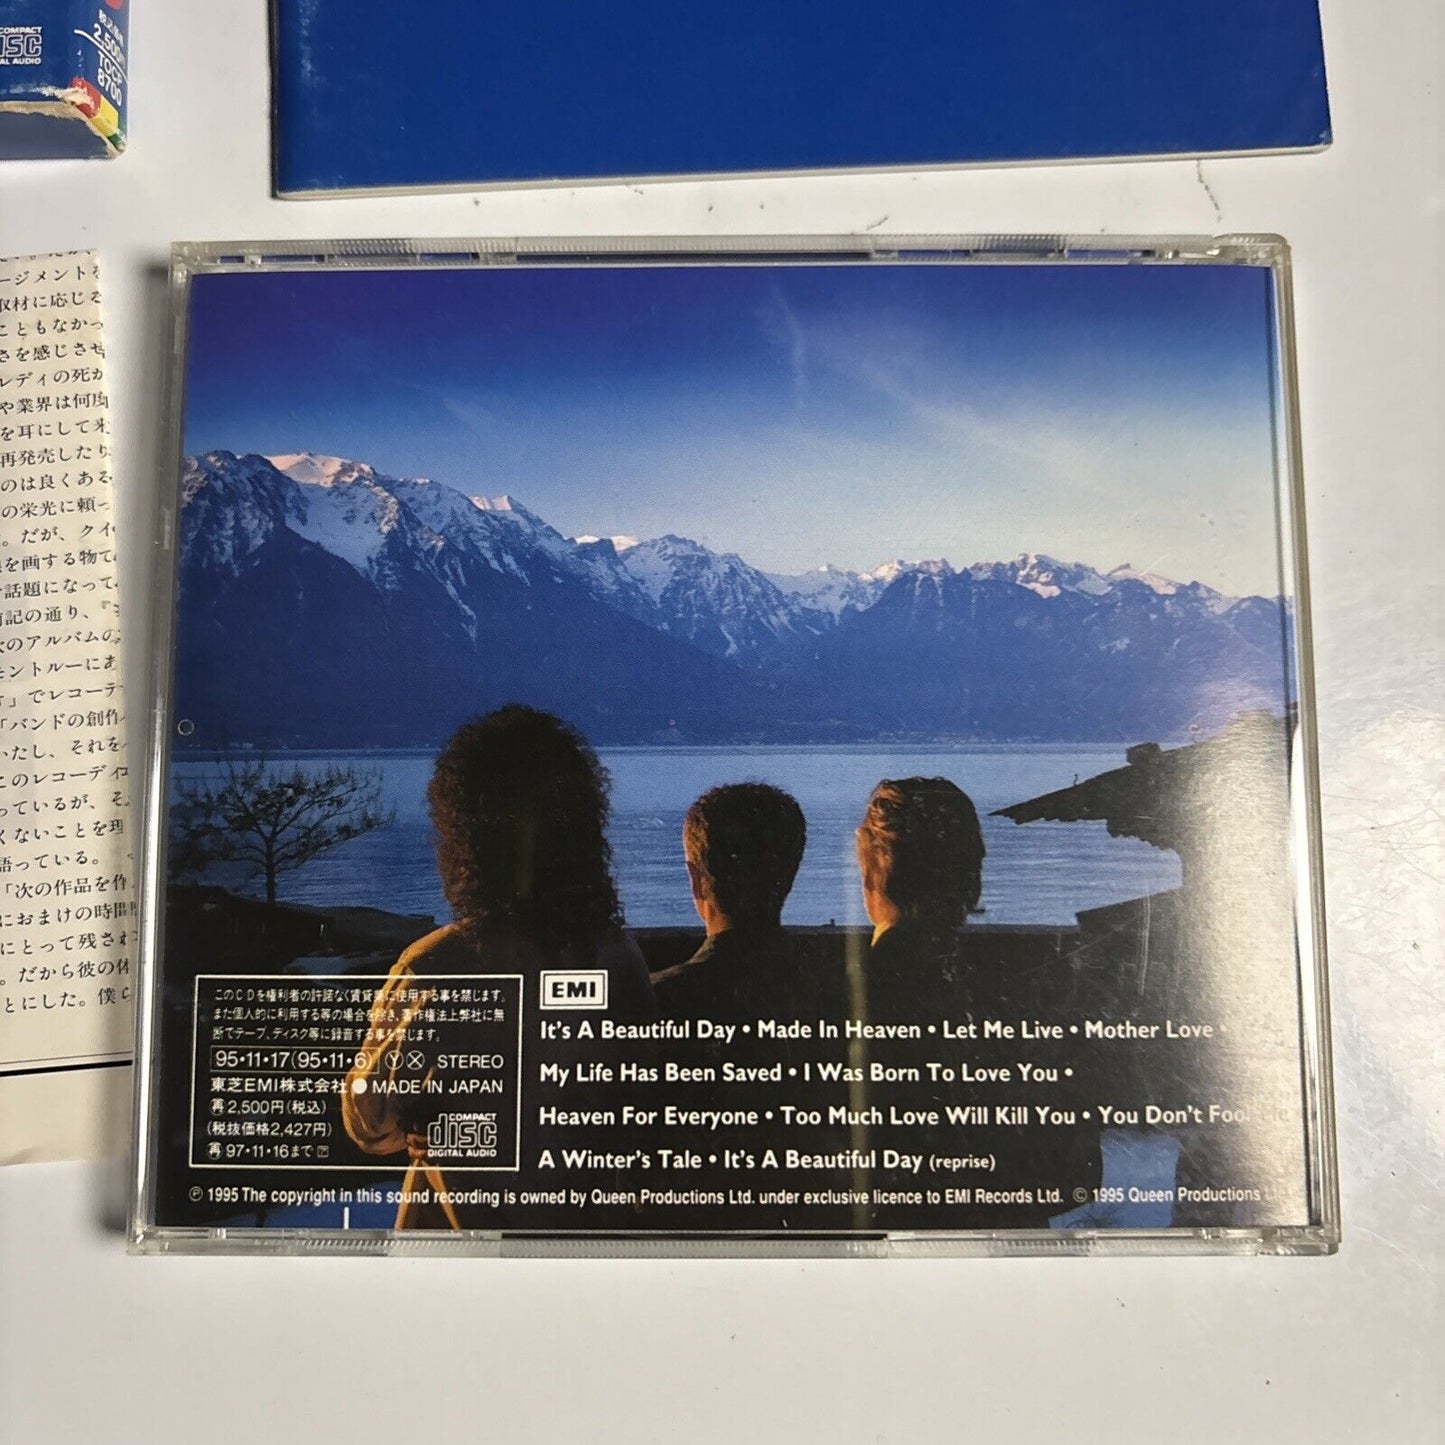 COMPACT
DISC
DIGITAL AUDIO
2,500円
TOCP
8700
ージメントを
取材に応じそ
こともなかっ
さを感じさせ
レディの死か
や業界は何度
を耳にして来
再発売したり
のは良くある
の栄光に頼っ
。だが、クイ
を画する物て
話題になって
前記の通り、『
次のアルバムの
モントルーにあ
」でレコーデ
「バンドの創作
いたし、それを
このレコーディ
っているが、そ
くないことを理
語っている。
「次の作品を作
におまけの時間
にとって残され
。だから彼の体
とにした。僕ら
このCDを権利者の許諾なく賃貸業に使用する事を禁じます。
また個人的に利用する等の場合を除き、著作権法上弊社に無
断でテープ、ディスク等に録音する事を禁じます。
95・11・17(95・11・6) Ⓨ Ⓧ STEREO
東芝EMI株式会社 ● MADE IN JAPAN
再 2,500円(税込)
(税抜価格2,427円)
再 97・11・16まで
COMPACT
DISC
DIGITAL AUDIO
EMI
It's A Beautiful Day • Made In Heaven • Let Me Live • Mother Love •
My Life Has Been Saved • I Was Born To Love You •
Heaven For Everyone • Too Much Love Will Kill You • You Don't Fool Me
A Winter's Tale • It's A Beautiful Day (reprise)
℗ 1995 The copyright in this sound recording is owned by Queen Productions Ltd. under exclusive licence to EMI Records Ltd. © 1995 Queen Productions